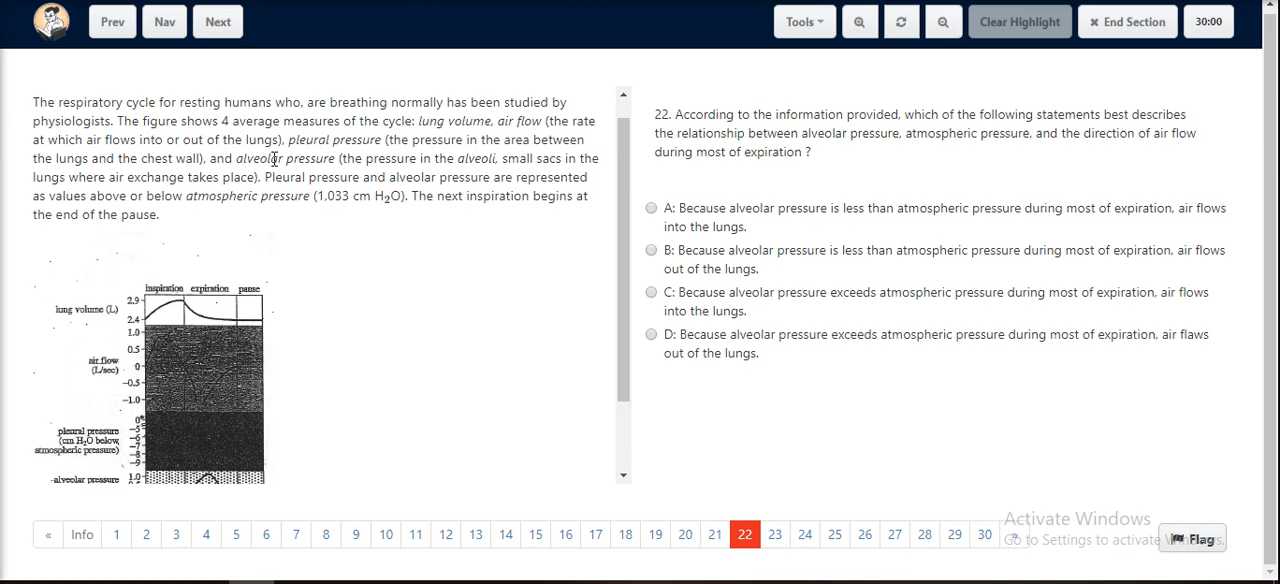 Prev Nav Next Tools Clear Highlight × End Section 30:00
The respiratory cycle for resting humans who, are breathing normally has been studied by
physiologists. The figure shows 4 average measures of the cycle: lung volume, air flow (the rate
at which air flows into or out of the lungs), pleural pressure (the pressure in the area between
the lungs and the chest wall), and alveolar pressure (the pressure in the alveoli, small sacs in the
lungs where air exchange takes place). Pleural pressure and alveolar pressure are represented
as values above or below atmospheric pressure (1,033 cm H2O). The next inspiration begins at
the end of the pause.
inspiration expiration pause
lung volume (L)
2.9
2.4
1.0
0.5
air flow
(L/sec)
0
-0.5
-1.0
0
pleural pressure
(cm H2O below
atmospheric pressure)
-5
-6
-7
-8
-9
alveolar pressure
1.0
22. According to the information provided, which of the following statements best describes
the relationship between alveolar pressure, atmospheric pressure, and the direction of air flow
during most of expiration ?
A: Because alveolar pressure is less than atmospheric pressure during most of expiration, air flows
into the lungs.
B: Because alveolar pressure is less than atmospheric pressure during most of expiration, air flows
out of the lungs.
C: Because alveolar pressure exceeds atmospheric pressure during most of expiration, air flows
into the lungs.
D: Because alveolar pressure exceeds atmospheric pressure during most of expiration, air flaws
out of the lungs.
« Info 1 2 3 4 5 6 7 8 9 10 11 12 13 14 15 16 17 18 19 20 21 22 23 24 25 26 27 28 29 30 »
Flag
Activate Windows
Go to Settings to activate Windows.